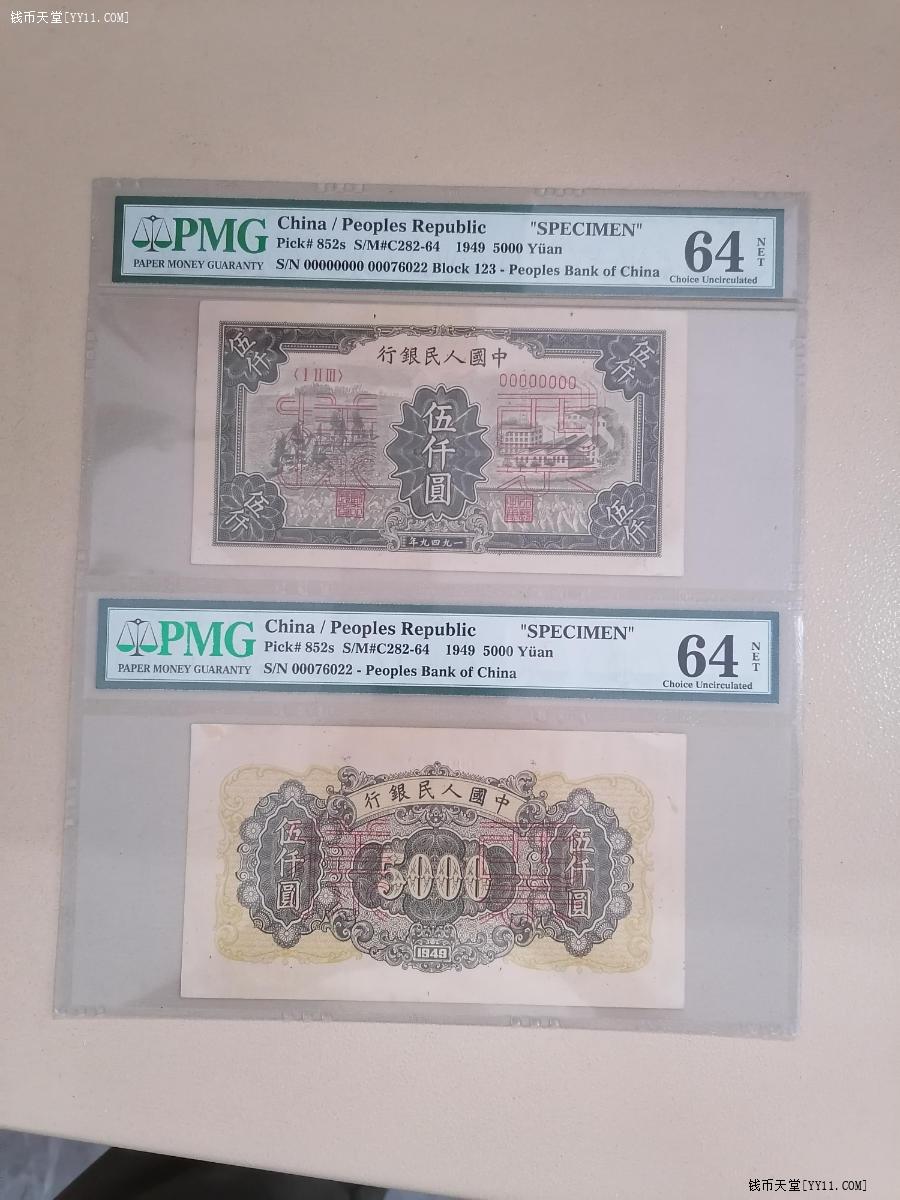 钱币天堂[YY11.COM]
PMG
PAPER MONEY GUARANTY
China / Peoples Republic "SPECIMEN"
Pick# 852s S/M#C282-64 1949 5000 Yüan
S/N 00000000 00076022 Block 123 - Peoples Bank of China
64 NET
Choice Uncirculated
伍仟
伍仟
行銀民人國中
〈I II III〉
00000000
伍仟圓
伍仟
伍仟
年九四九一
PMG
PAPER MONEY GUARANTY
China / Peoples Republic "SPECIMEN"
Pick# 852s S/M#C282-64 1949 5000 Yüan
S/N 00076022 - Peoples Bank of China
64 NET
Choice Uncirculated
行銀民人國中
伍仟圓
5000
伍仟圓
1949
钱币天堂[YY11.COM]